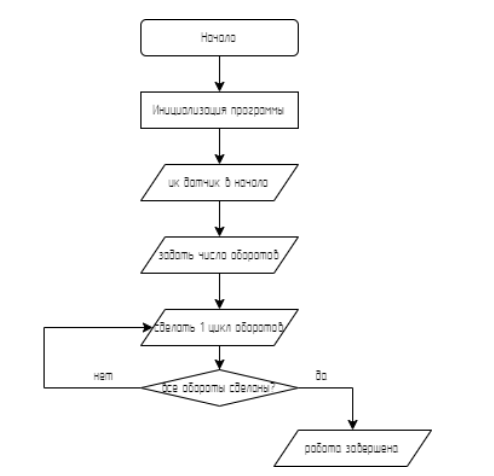 Начало
Инициализация программы
ик датчик в начало
задать число оборотов
сделать 1 цикл оборотов
все обороты сделаны?
нет
да
работа завершена